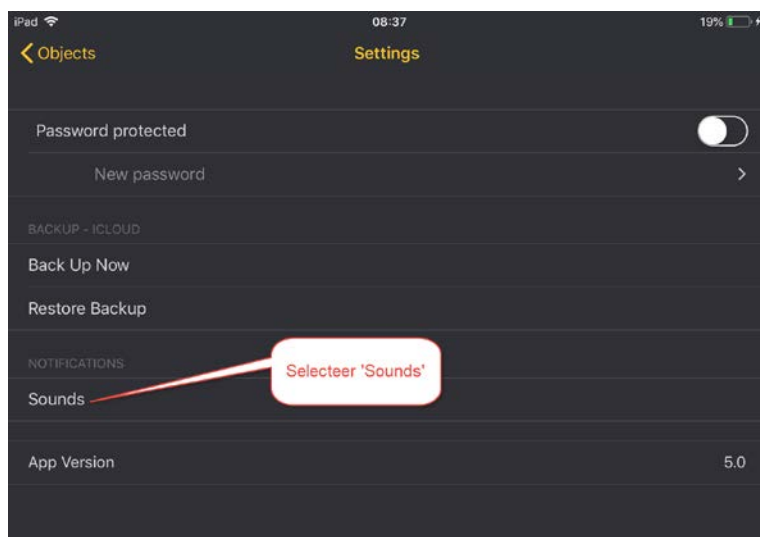 iPad 08:37 19%
Objects Settings
Password protected
New password
BACKUP - ICLOUD
Back Up Now
Restore Backup
NOTIFICATIONS
Selecteer 'Sounds'
Sounds
App Version 5.0